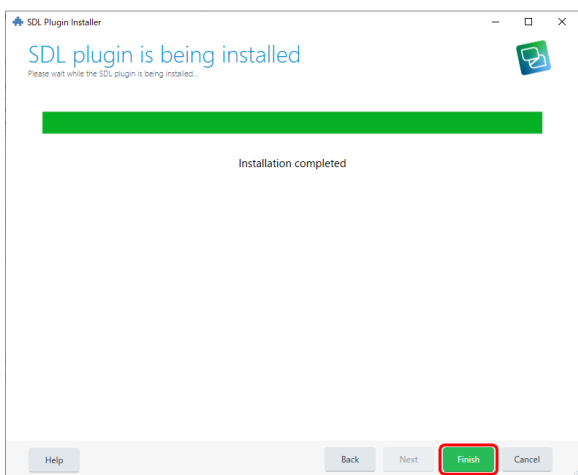 SDL Plugin Installer
SDL plugin is being installed
Please wait while the SDL plugin is being installed...
Installation completed
Help
Back
Next
Finish
Cancel